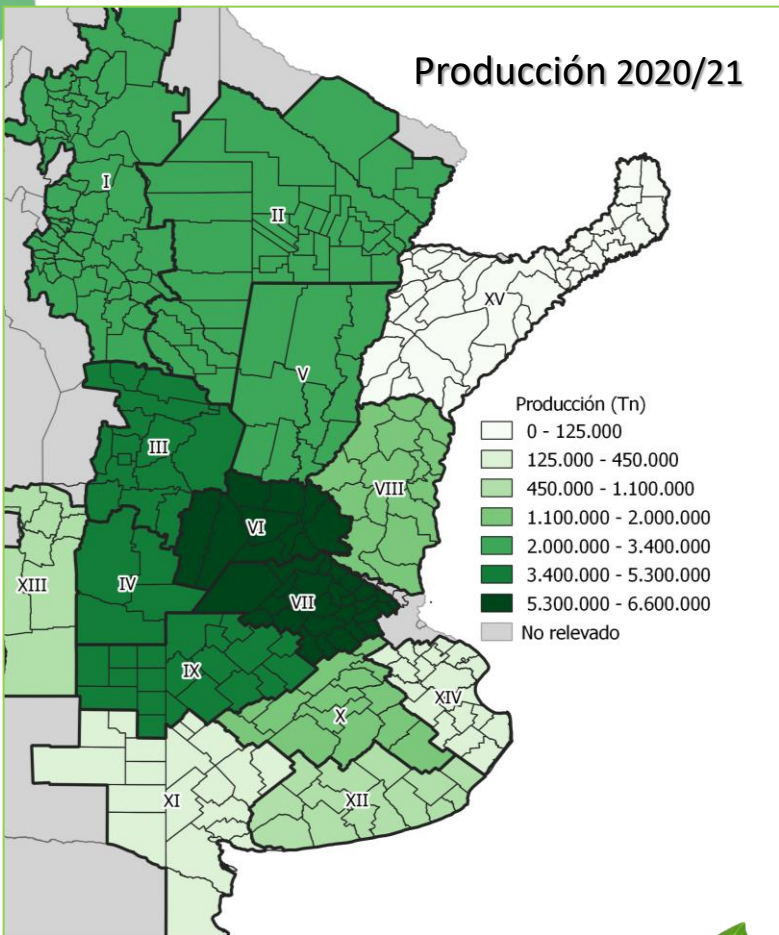 Producción 2020/21
I
II
XV
V
III
Producción (Tn)
0 - 125.000
125.000 - 450.000
450.000 - 1.100.000
1.100.000 - 2.000.000
2.000.000 - 3.400.000
3.400.000 - 5.300.000
5.300.000 - 6.600.000
No relevado
VIII
VI
XIII
IV
VII
IX
XIV
X
XI
XII